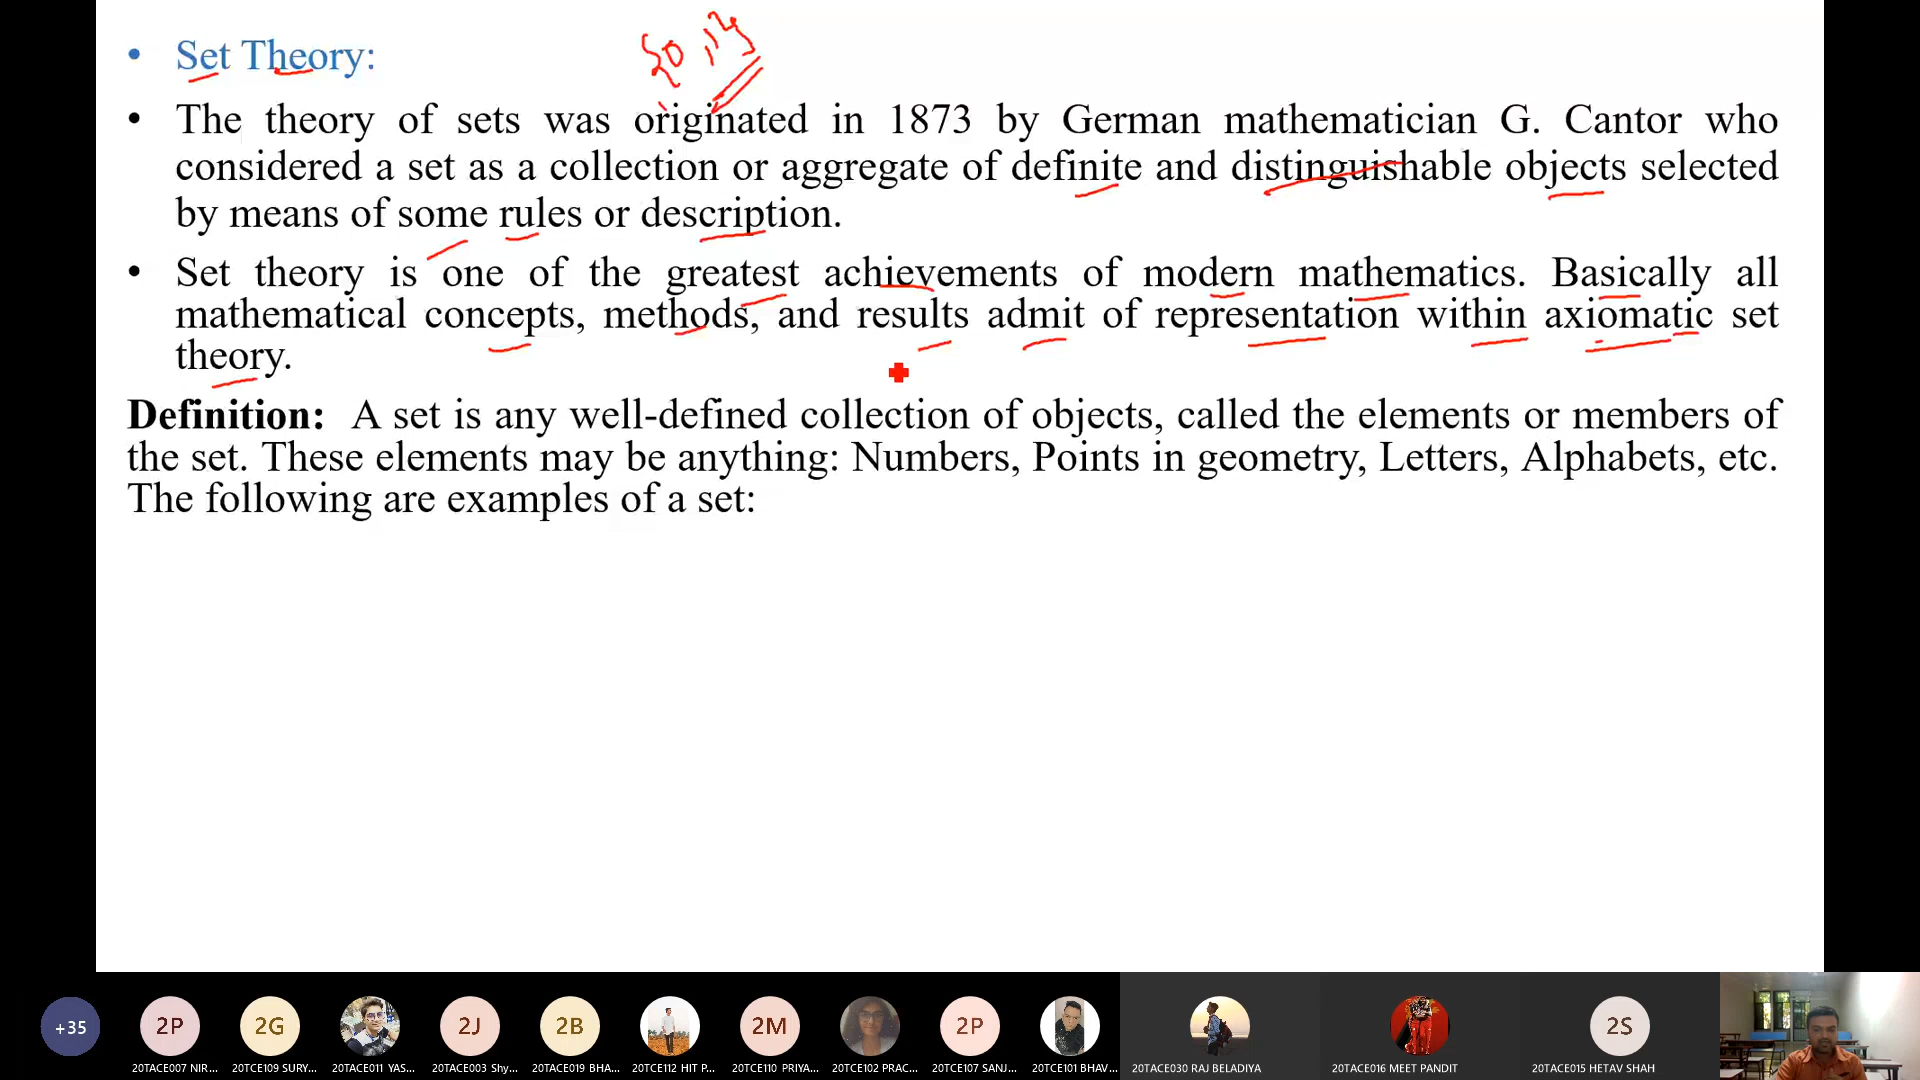 • Set Theory:
• The theory of sets was originated in 1873 by German mathematician G. Cantor who
considered a set as a collection or aggregate of definite and distinguishable objects selected
by means of some rules or description.
• Set theory is one of the greatest achievements of modern mathematics. Basically all
mathematical concepts, methods, and results admit of representation within axiomatic set
theory.
Definition: A set is any well-defined collection of objects, called the elements or members of
the set. These elements may be anything: Numbers, Points in geometry, Letters, Alphabets, etc.
The following are examples of a set:
+35 2P 2G 2J 2B 2M 2P 2S
20TACE007 NIR... 20TCE109 SURY... 20TACE011 YAS... 20TACE003 Shy... 20TACE019 BHA... 20TCE112 HIT P... 20TCE110 PRIYA... 20TCE102 PRAC... 20TCE107 SANJ... 20TCE101 BHAV... 20TACE030 RAJ BELADIYA 20TACE016 MEET PANDIT 20TACE015 HETAV SHAH